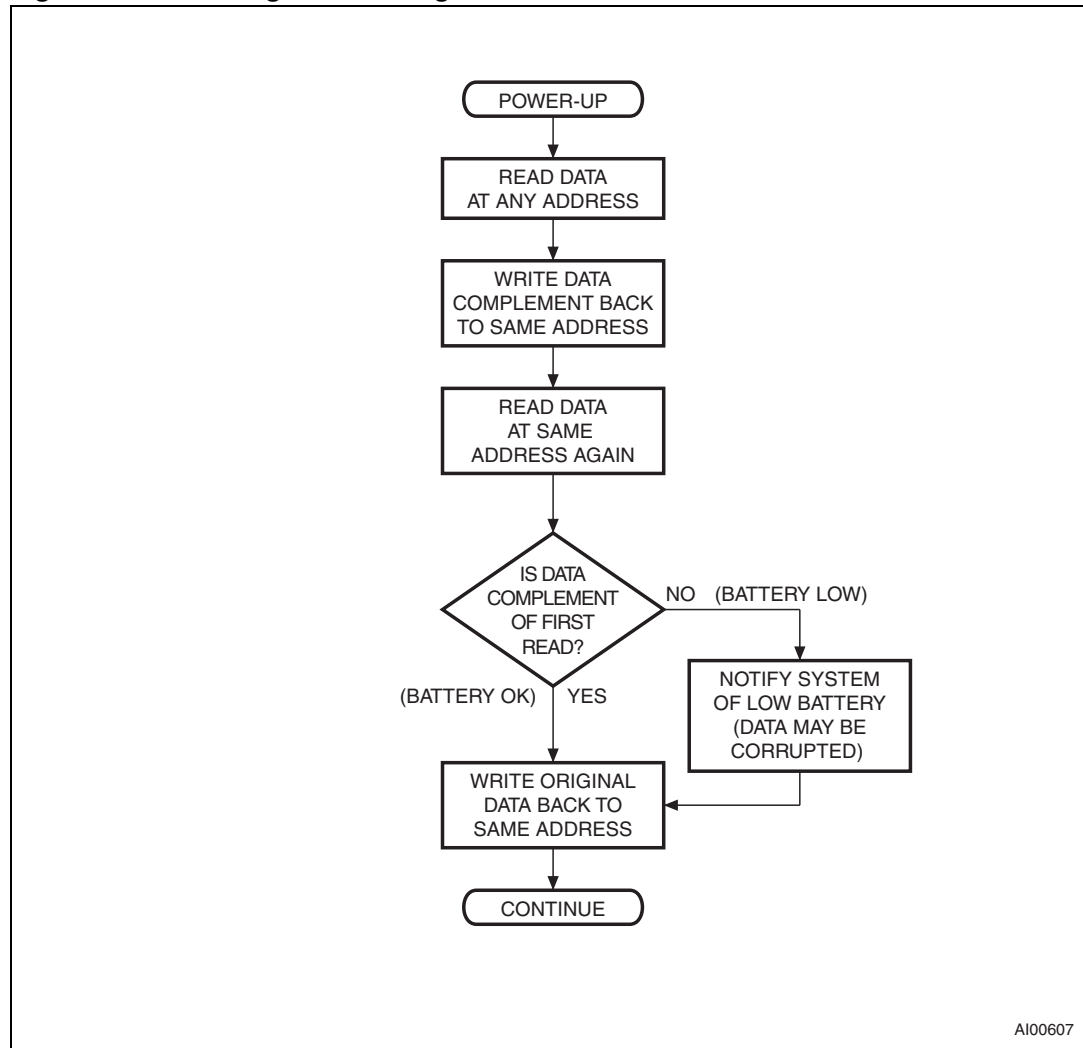 POWER-UP
READ DATA
AT ANY ADDRESS
WRITE DATA
COMPLEMENT BACK
TO SAME ADDRESS
READ DATA
AT SAME
ADDRESS AGAIN
IS DATA
COMPLEMENT
OF FIRST
READ?
NO (BATTERY LOW)
NOTIFY SYSTEM
OF LOW BATTERY
(DATA MAY BE
CORRUPTED)
(BATTERY OK) YES
WRITE ORIGINAL
DATA BACK TO
SAME ADDRESS
CONTINUE
AI00607